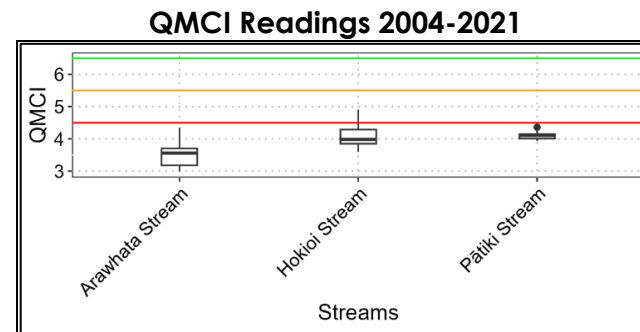 QMCI Readings 2004-2021
6
5
4
3
QMCI
Arawhata Stream
Hokioi Stream
Pātiki Stream
Streams